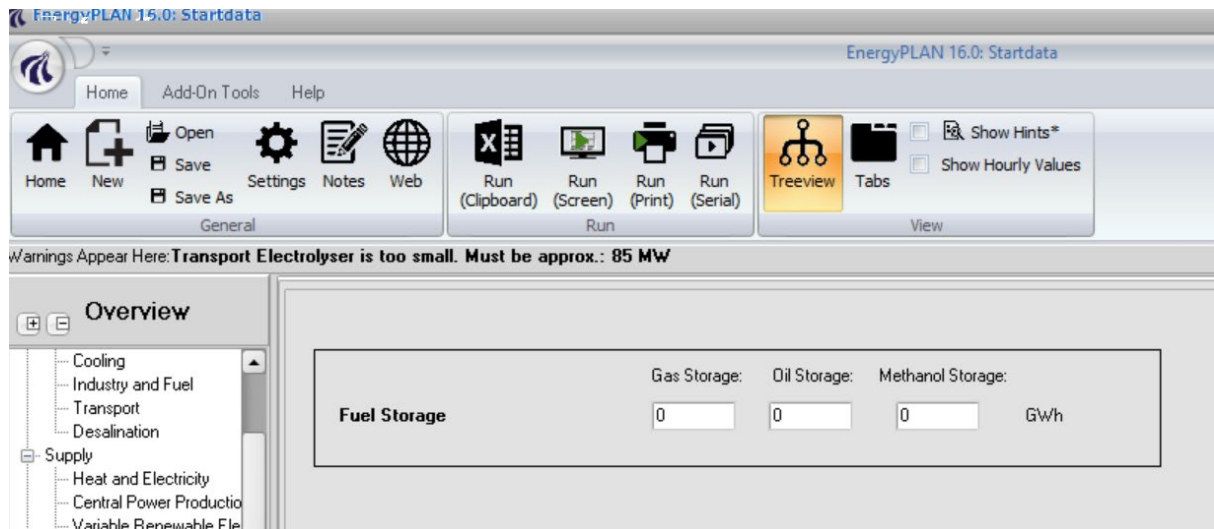 EnergyPLAN 16.0: Startdata
EnergyPLAN 16.0: Startdata
Home Add-On Tools Help
Home
New
Open
Save
Save As
Settings
Notes
Web
General
Run
(Clipboard)
Run
(Screen)
Run
(Print)
Run
(Serial)
Run
Treeview
Tabs
Show Hints*
Show Hourly Values
View
Warnings Appear Here: Transport Electrolyser is too small. Must be approx.: 85 MW
Overview
Cooling
Industry and Fuel
Transport
Desalination
Supply
Heat and Electricity
Central Power Productio
Variable Renewable Ele
Gas Storage: Oil Storage: Methanol Storage:
Fuel Storage 0 0 0 GWh